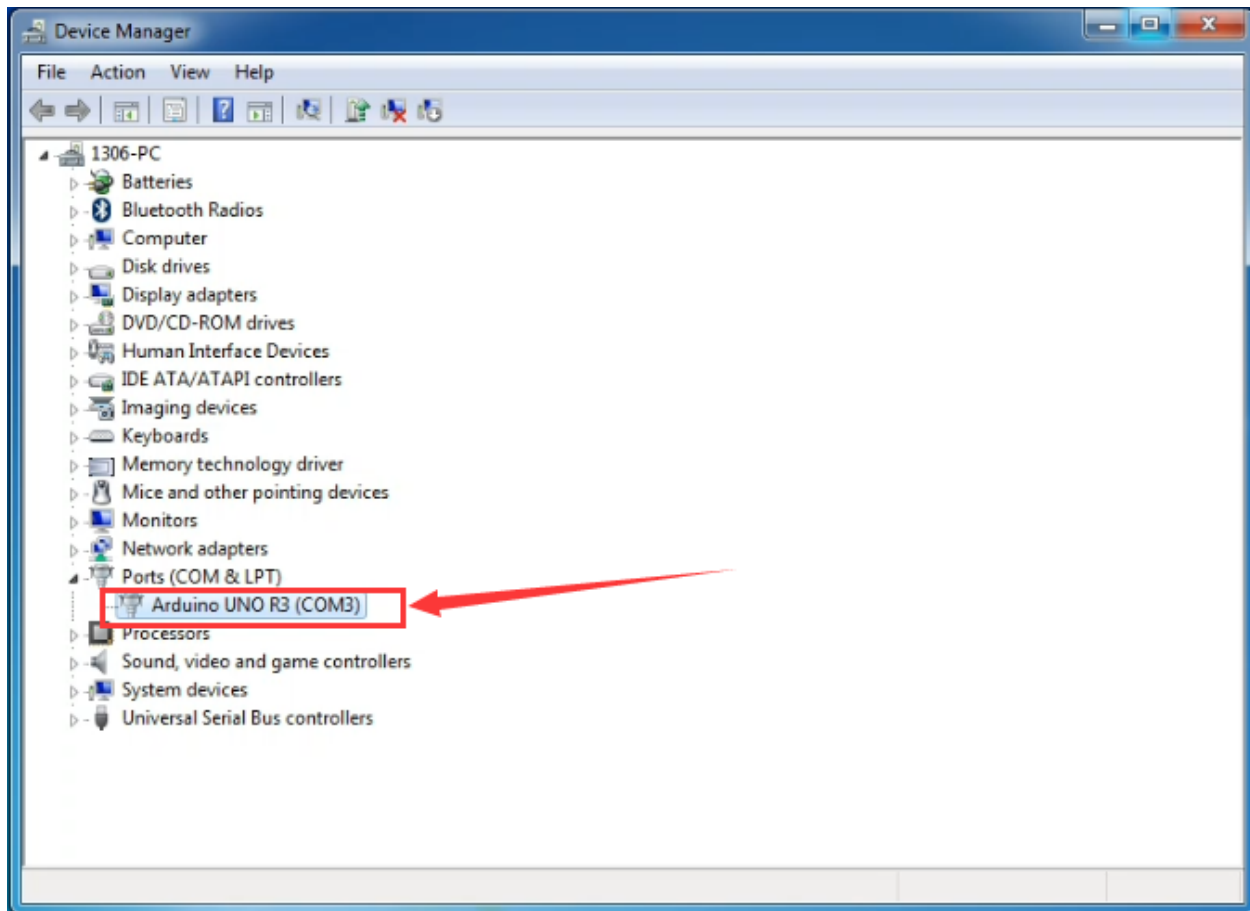 Device Manager
File Action View Help
1306-PC
Batteries
Bluetooth Radios
Computer
Disk drives
Display adapters
DVD/CD-ROM drives
Human Interface Devices
IDE ATA/ATAPI controllers
Imaging devices
Keyboards
Memory technology driver
Mice and other pointing devices
Monitors
Network adapters
Ports (COM & LPT)
Arduino UNO R3 (COM3)
Processors
Sound, video and game controllers
System devices
Universal Serial Bus controllers